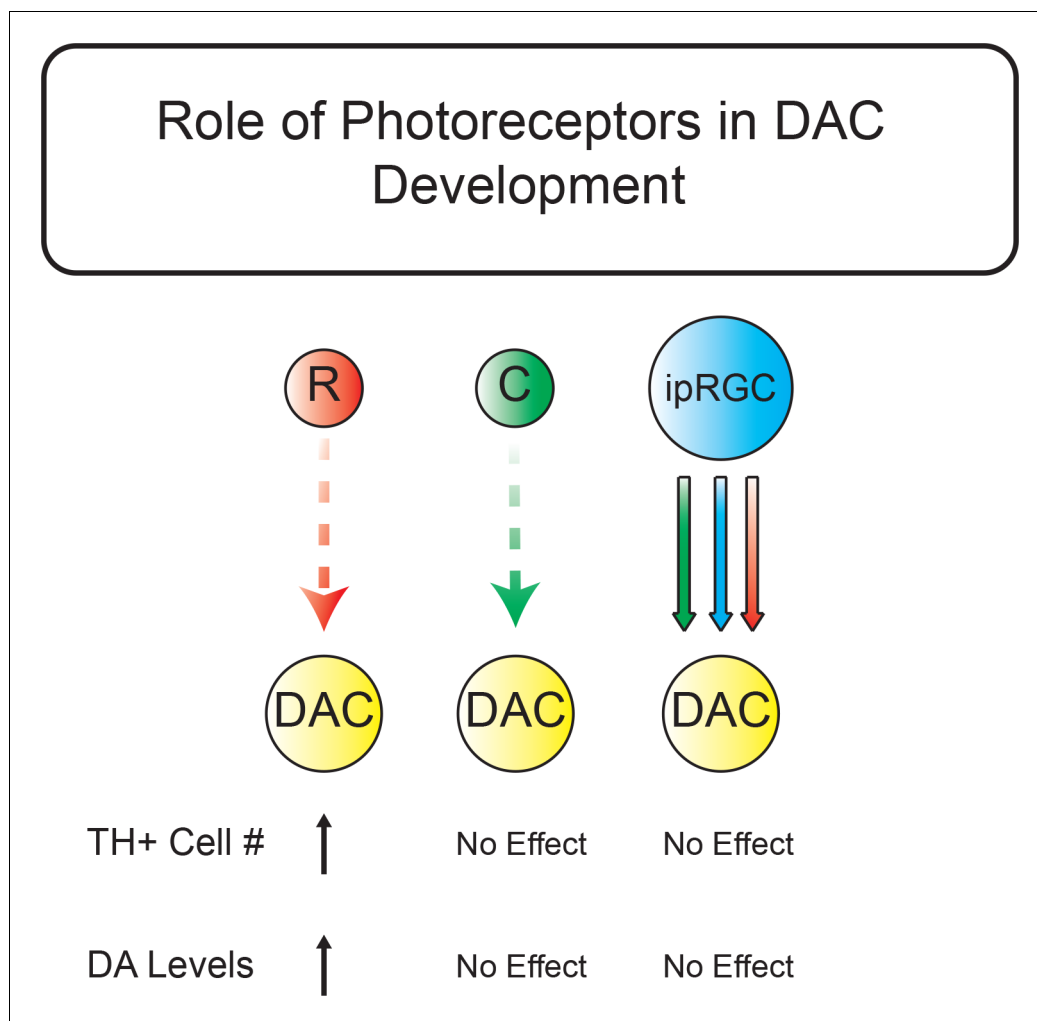 Role of Photoreceptors in DAC
Development
R
C
ipRGC
DAC
DAC
DAC
TH+ Cell #
No Effect
No Effect
DA Levels
No Effect
No Effect